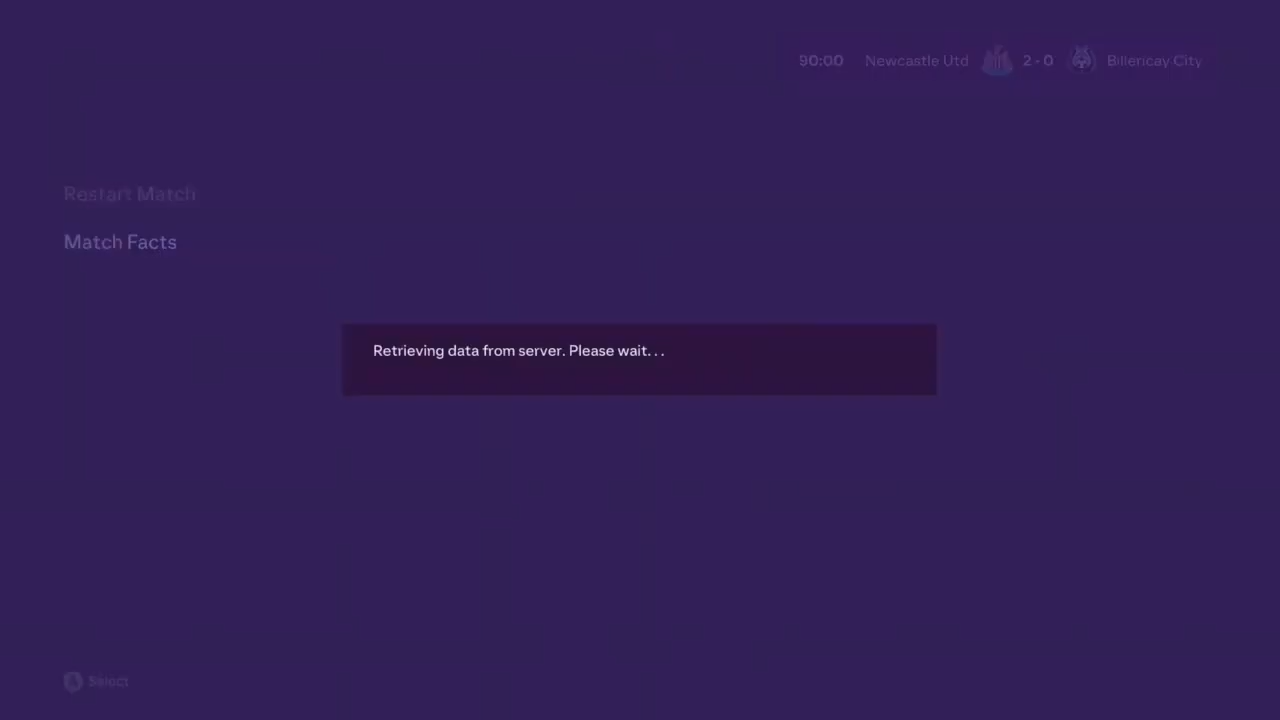 90:00 Newcastle Utd 2 - 0 Billericay City
Restart Match
Match Facts
Retrieving data from server. Please wait. . .
A Select